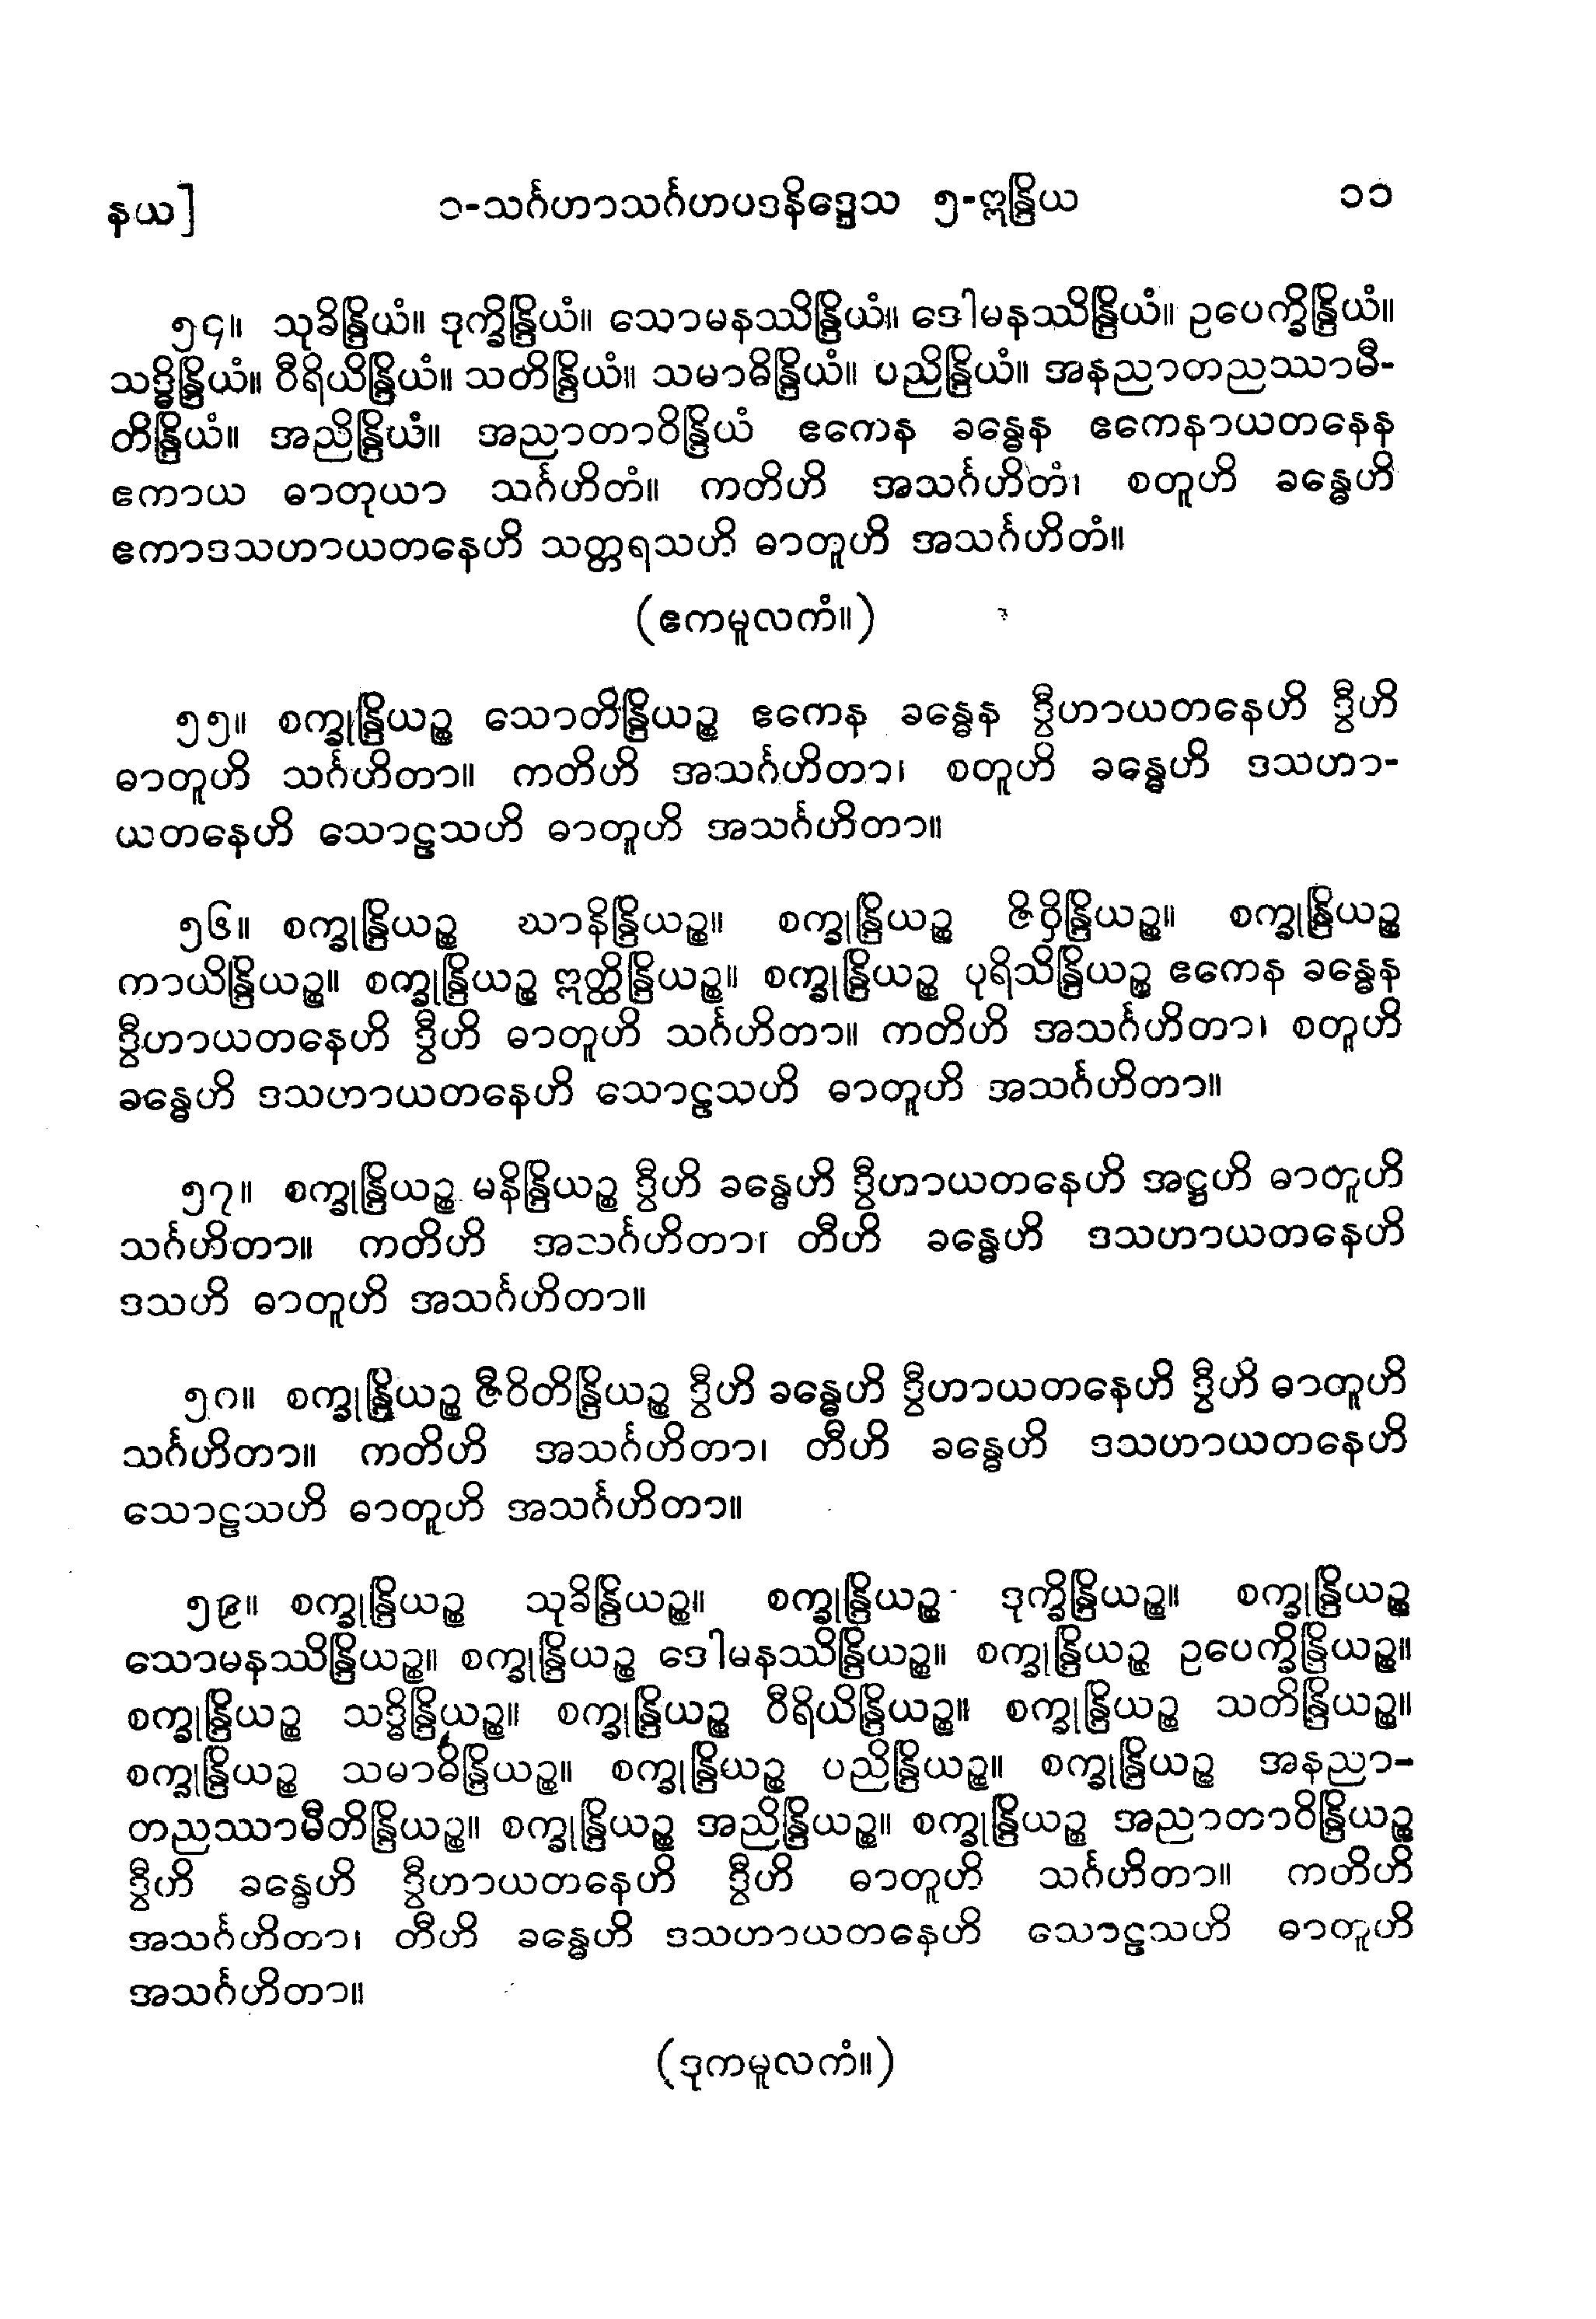 နယ] ၁-သင်္ဂဟာသင်္ဂဟပဒနိဒ္ဒေသ ၅-ဣန္ဒြိယ ၁၁
၅၄။ သုခိန္ဒြိယံ။ ဒုက္ခိန္ဒြိယံ။ သောမနဿိန္ဒြိယံ။ ဒေါမနဿိန္ဒြိယံ။ ဥပေက္ခိန္ဒြိယံ။
သဒ္ဓိန္ဒြိယံ။ ဝီရိယိန္ဒြိယံ။ သတိန္ဒြိယံ။ သမာဓိန္ဒြိယံ။ ပညိန္ဒြိယံ။ အနညာတညဿာမီ-
တိန္ဒြိယံ။ အညိန္ဒြိယံ။ အညာတာဝိန္ဒြိယံ ဧကေန ခန္ဓေန ဧကေနာယတနေန
ဧကာယ ဓာတုယာ သင်္ဂဟိတံ။ ကတိဟိ အသင်္ဂဟိတံ၊ စတူဟိ ခန္ဓေဟိ
ဧကာဒသဟာယတနေဟိ သတ္တရသဟိ ဓာတူဟိ အသင်္ဂဟိတံ။
(ဧကမူလကံ။)
၅၅။ စက္ခုန္ဒြိယဉ္စ သောတိန္ဒြိယဉ္စ ဧကေန ခန္ဓေန ဒွီဟာယတနေဟိ ဒွီဟိ
ဓာတူဟိ သင်္ဂဟိတာ။ ကတိဟိ အသင်္ဂဟိတာ၊ စတူဟိ ခန္ဓေဟိ ဒသဟာ-
ယတနေဟိ သောဠသဟိ ဓာတူဟိ အသင်္ဂဟိတာ။
၅၆။ စက္ခုန္ဒြိယဉ္စ ဃာနိန္ဒြိယဉ္စ။ စက္ခုန္ဒြိယဉ္စ ဇိဝှိန္ဒြိယဉ္စ။ စက္ခုန္ဒြိယဉ္စ
ကာယိန္ဒြိယဉ္စ။ စက္ခုန္ဒြိယဉ္စ ဣတ္ထိန္ဒြိယဉ္စ။ စက္ခုန္ဒြိယဉ္စ ပုရိသိန္ဒြိယဉ္စ ဧကေန ခန္ဓေန
ဒွီဟာယတနေဟိ ဒွီဟိ ဓာတူဟိ သင်္ဂဟိတာ။ ကတိဟိ အသင်္ဂဟိတာ၊ စတူဟိ
ခန္ဓေဟိ ဒသဟာယတနေဟိ သောဠသဟိ ဓာတူဟိ အသင်္ဂဟိတာ။
၅၇။ စက္ခုန္ဒြိယဉ္စ မနိန္ဒြိယဉ္စ ဒွီဟိ ခန္ဓေဟိ ဒွီဟာယတနေဟိ အဋ္ဌဟိ ဓာတူဟိ
သင်္ဂဟိတာ။ ကတိဟိ အသင်္ဂဟိတာ၊ တီဟိ ခန္ဓေဟိ ဒသဟာယတနေဟိ
ဒသဟိ ဓာတူဟိ အသင်္ဂဟိတာ။
၅၈။ စက္ခုန္ဒြိယဉ္စ ဇီဝိတိန္ဒြိယဉ္စ ဒွီဟိ ခန္ဓေဟိ ဒွီဟာယတနေဟိ ဒွီဟိ ဓာတူဟိ
သင်္ဂဟိတာ။ ကတိဟိ အသင်္ဂဟိတာ၊ တီဟိ ခန္ဓေဟိ ဒသဟာယတနေဟိ
သောဠသဟိ ဓာတူဟိ အသင်္ဂဟိတာ။
၅၉။ စက္ခုန္ဒြိယဉ္စ သုခိန္ဒြိယဉ္စ။ စက္ခုန္ဒြိယဉ္စ ဒုက္ခိန္ဒြိယဉ္စ။ စက္ခုန္ဒြိယဉ္စ
သောမနဿိန္ဒြိယဉ္စ။ စက္ခုန္ဒြိယဉ္စ ဒေါမနဿိန္ဒြိယဉ္စ။ စက္ခုန္ဒြိယဉ္စ ဥပေက္ခိန္ဒြိယဉ္စ။
စက္ခုန္ဒြိယဉ္စ သဒ္ဓိန္ဒြိယဉ္စ။ စက္ခုန္ဒြိယဉ္စ ဝီရိယိန္ဒြိယဉ္စ။ စက္ခုန္ဒြိယဉ္စ သတိန္ဒြိယဉ္စ။
စက္ခုန္ဒြိယဉ္စ သမာဓိန္ဒြိယဉ္စ။ စက္ခုန္ဒြိယဉ္စ ပညိန္ဒြိယဉ္စ။ စက္ခုန္ဒြိယဉ္စ အနညာ-
တညဿာမီတိန္ဒြိယဉ္စ။ စက္ခုန္ဒြိယဉ္စ အညိန္ဒြိယဉ္စ။ စက္ခုန္ဒြိယဉ္စ အညာတာဝိန္ဒြိယဉ္စ
ဒွီဟိ ခန္ဓေဟိ ဒွီဟာယတနေဟိ ဒွီဟိ ဓာတူဟိ သင်္ဂဟိတာ။ ကတိဟိ
အသင်္ဂဟိတာ၊ တီဟိ ခန္ဓေဟိ ဒသဟာယတနေဟိ သောဠသဟိ ဓာတူဟိ
အသင်္ဂဟိတာ။
(ဒုကမူလကံ။)